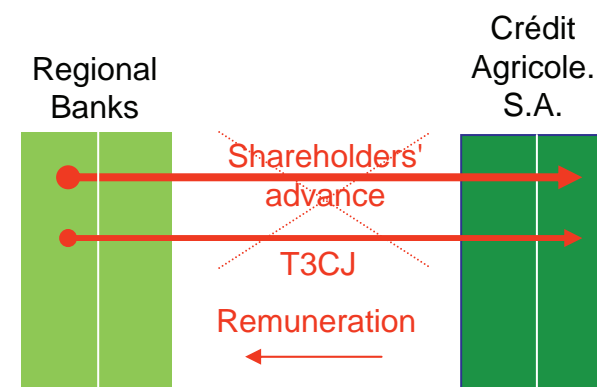 Regional
Banks
Crédit
Agricole.
S.A.
Shareholders'
advance
T3CJ
Remuneration